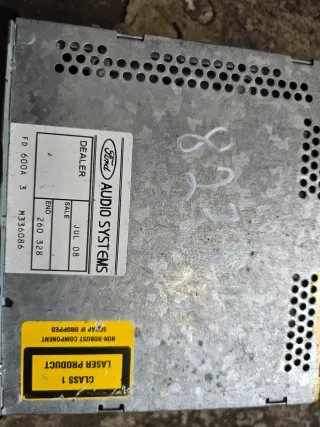 Ford AUDIO SYSTEMS
DEALER
SALE JUL 08
END 260 328
FD 600A 3 M336086
CLASS 1
LASER PRODUCT
NON-ROBUST COMPONENT
SCRAP IF DROPPED